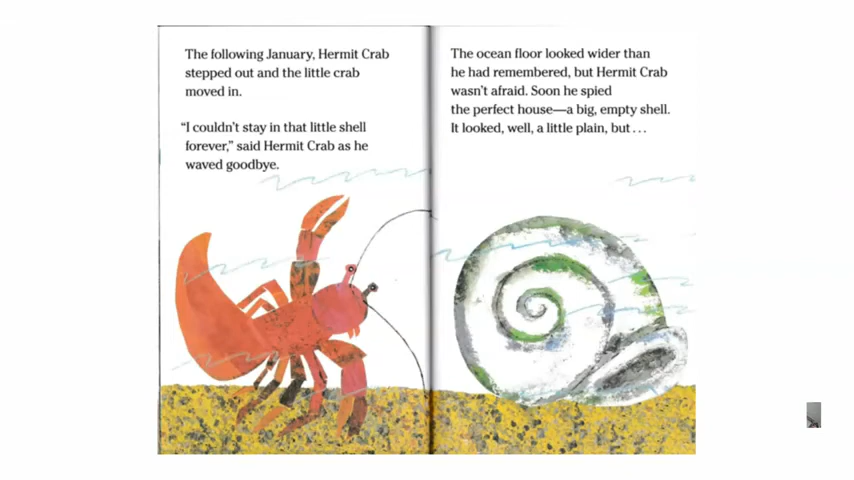 The following January, Hermit Crab
stepped out and the little crab
moved in.
“I couldn’t stay in that little shell
forever,” said Hermit Crab as he
waved goodbye.
The ocean floor looked wider than
he had remembered, but Hermit Crab
wasn’t afraid. Soon he spied
the perfect house—a big, empty shell.
It looked, well, a little plain, but . . .